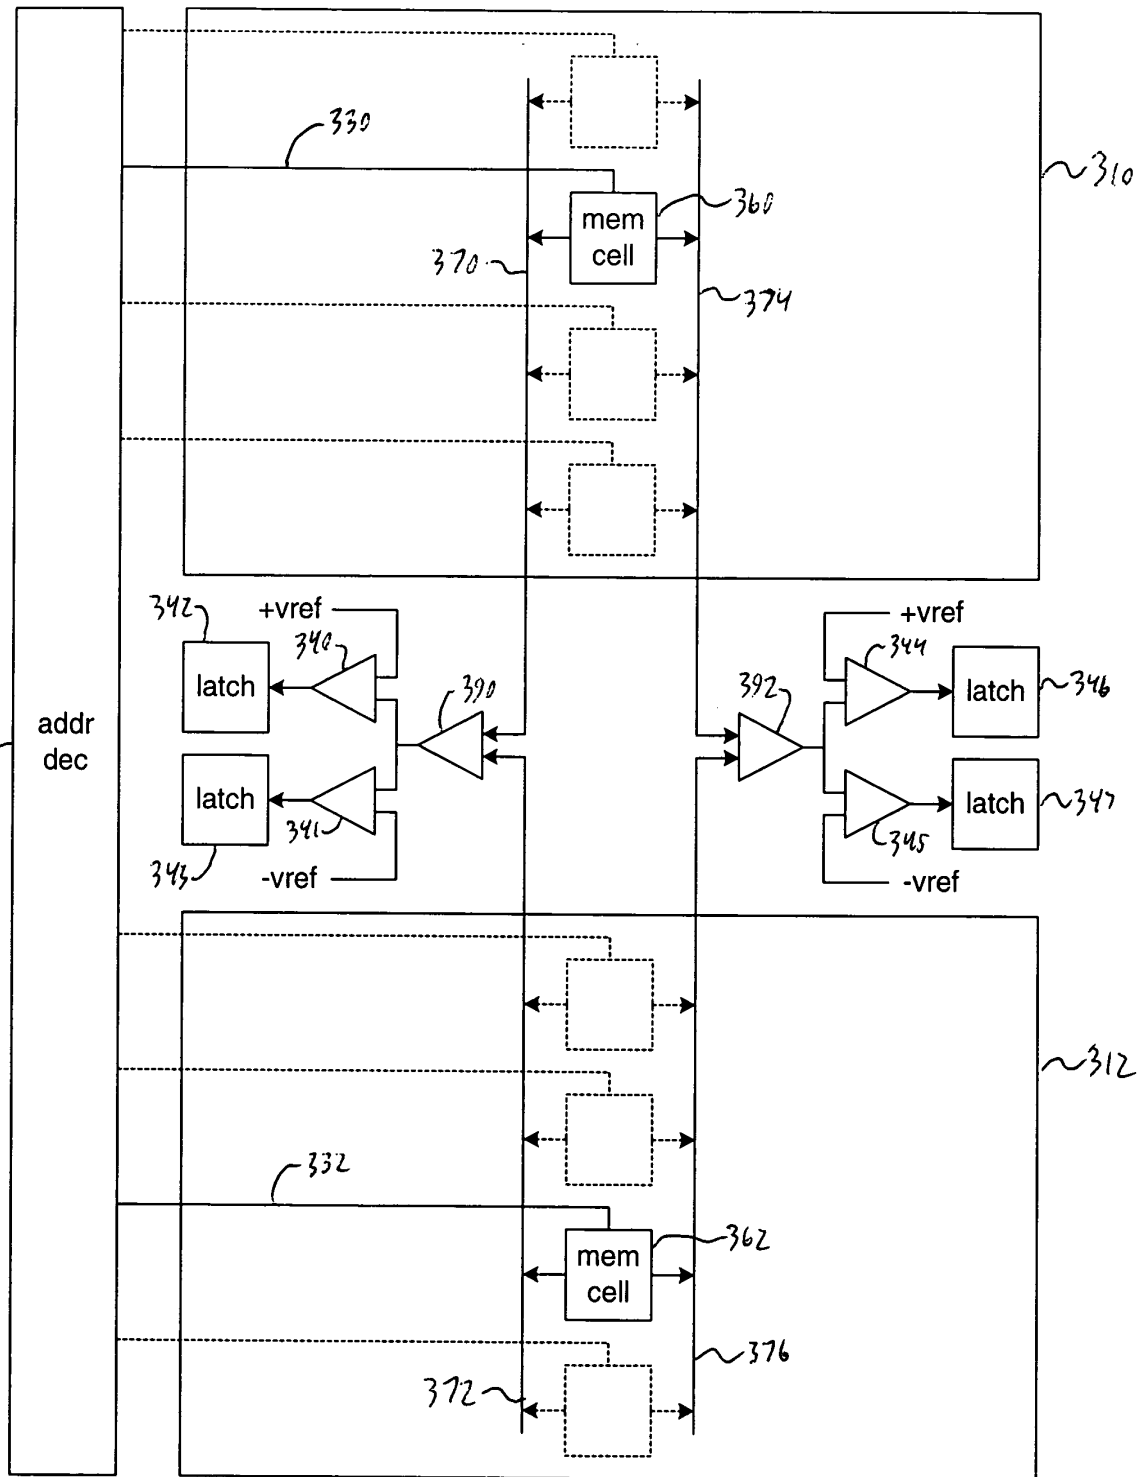 330
310
mem
cell
360
370
374
342
+vref
340
latch
390
addr
dec
latch
341
343
-vref
392
+vref
344
latch
346
latch
347
345
-vref
312
332
mem
cell
362
376
372